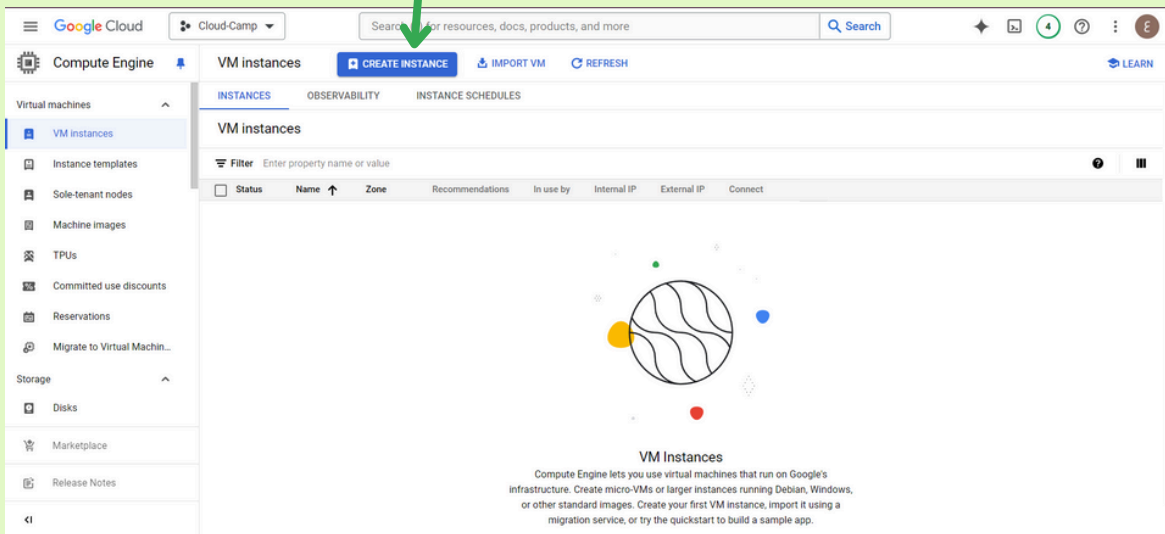 Google Cloud
Cloud-Camp
Search (/) for resources, docs, products, and more
Search
4
ε
Compute Engine
VM instances
CREATE INSTANCE
IMPORT VM
REFRESH
LEARN
Virtual machines
INSTANCES
OBSERVABILITY
INSTANCE SCHEDULES
VM instances
VM instances
Filter Enter property name or value
Instance templates
Status Name Zone Recommendations In use by Internal IP External IP Connect
Sole-tenant nodes
Machine images
TPUs
Committed use discounts
Reservations
Migrate to Virtual Machin...
Storage
Disks
Marketplace
Release Notes
VM Instances
Compute Engine lets you use virtual machines that run on Google's
infrastructure. Create micro-VMs or larger instances running Debian, Windows,
or other standard images. Create your first VM instance, import it using a
migration service, or try the quickstart to build a sample app.